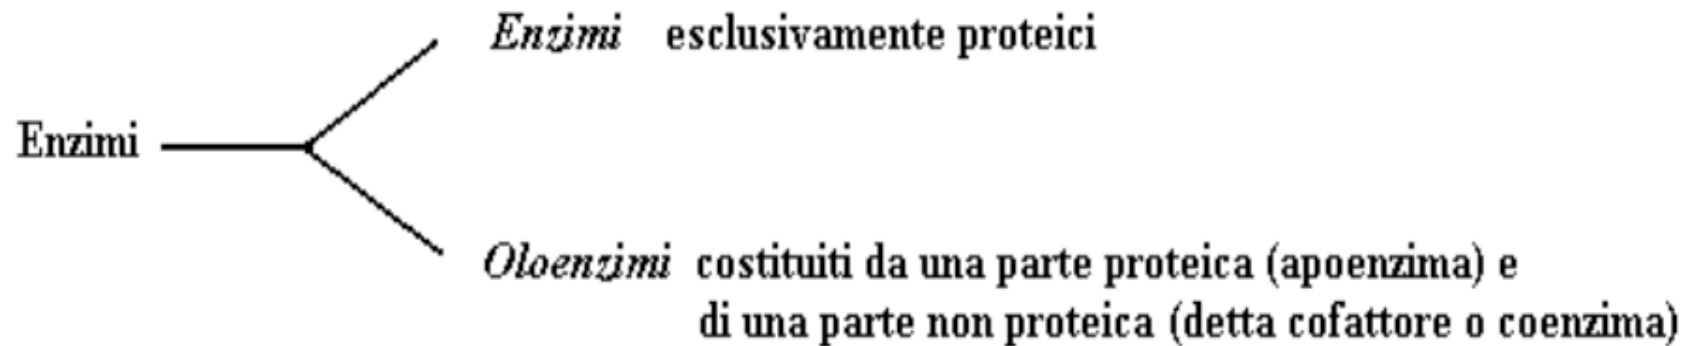 Enzimi esclusivamente proteici
Enzimi
Oloenzimi costituiti da una parte proteica (apoenzima) e
di una parte non proteica (detta cofattore o coenzima)